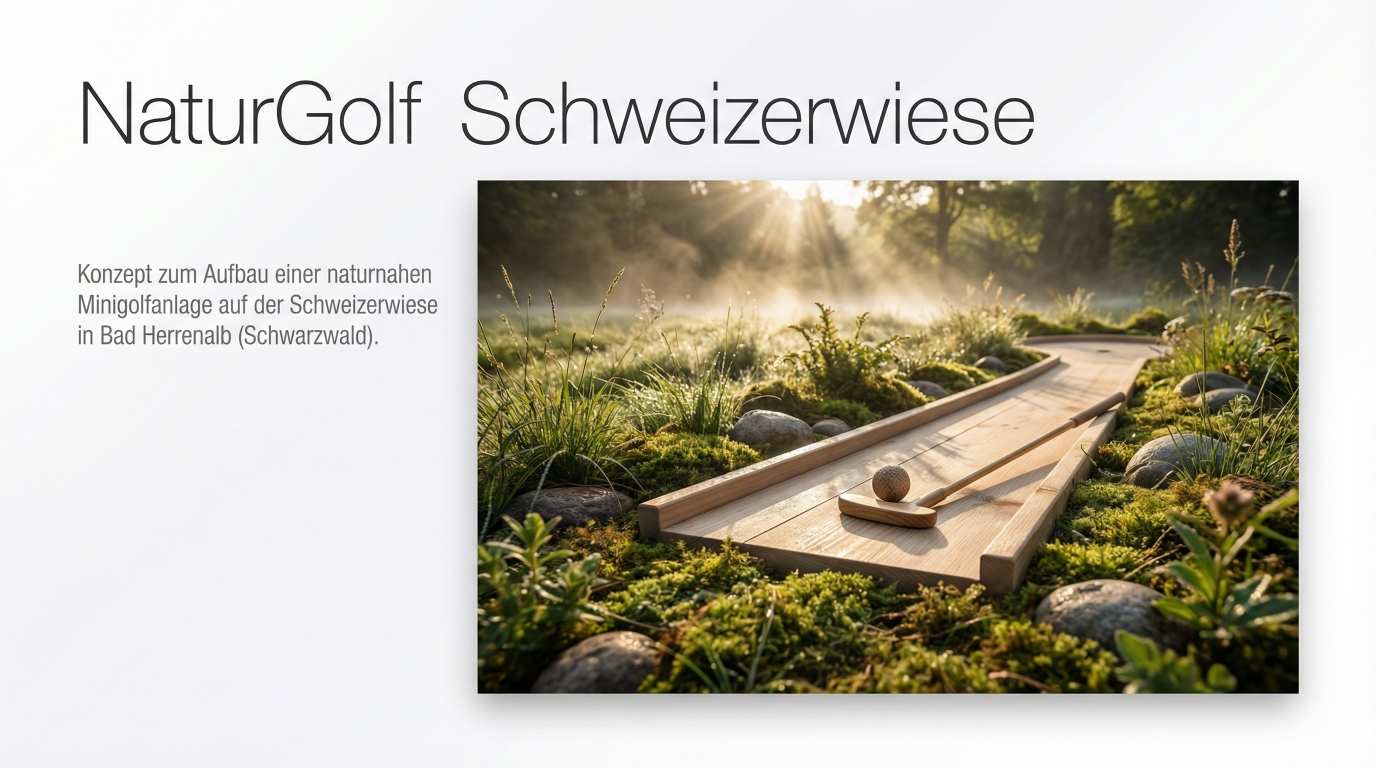 NaturGolf Schweizerwiese
Konzept zum Aufbau einer naturnahen
Minigolfanlage auf der Schweizerwiese
in Bad Herrenalb (Schwarzwald).